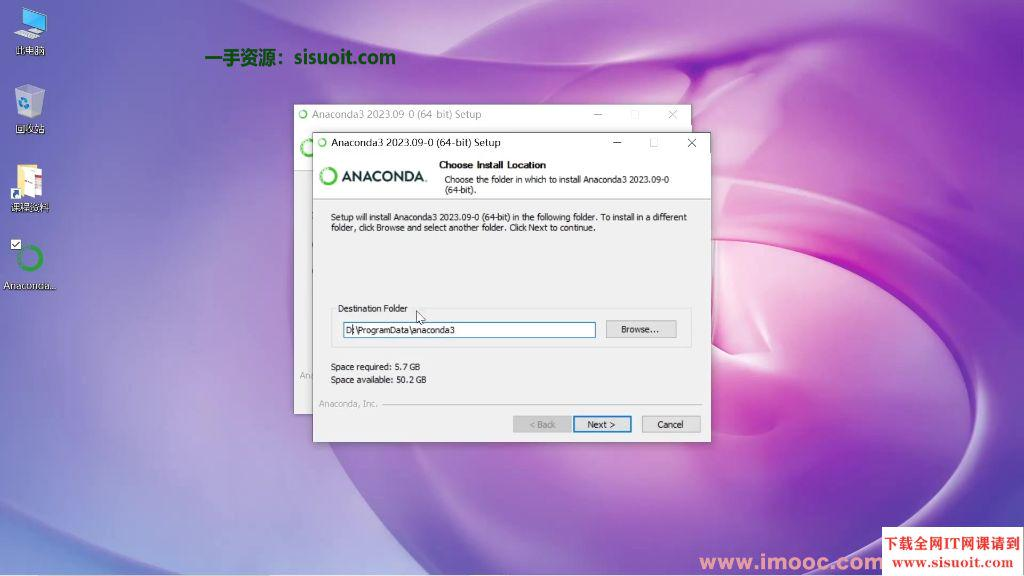 此电脑
一手资源：sisuoit.com
回收站
课程资料
Anaconda...
Anaconda3 2023.09-0 (64-bit) Setup
Anaconda3 2023.09-0 (64-bit) Setup
ANACONDA.
Choose Install Location
Choose the folder in which to install Anaconda3 2023.09-0
(64-bit).
Setup will install Anaconda3 2023.09-0 (64-bit) in the following folder. To install in a different
folder, click Browse and select another folder. Click Next to continue.
Destination Folder
D:\ProgramData\anaconda3
Browse...
Space required: 5.7 GB
Space available: 50.2 GB
An
Anaconda, Inc.
< Back
Next >
Cancel
下载全网IT网课请到
www.imooc.com
www.sisuoit.com